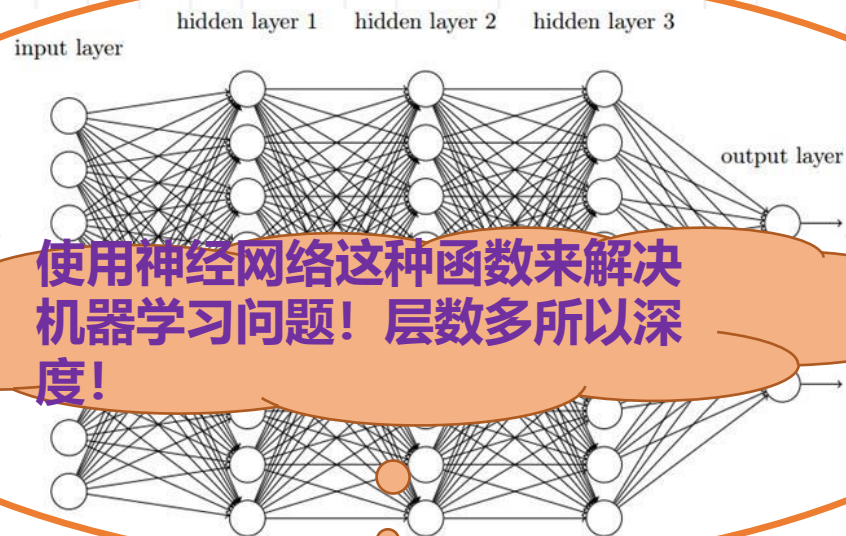 hidden layer 1 hidden layer 2 hidden layer 3
input layer
output layer
使用神经网络这种函数来解决
机器学习问题！层数多所以深
度！